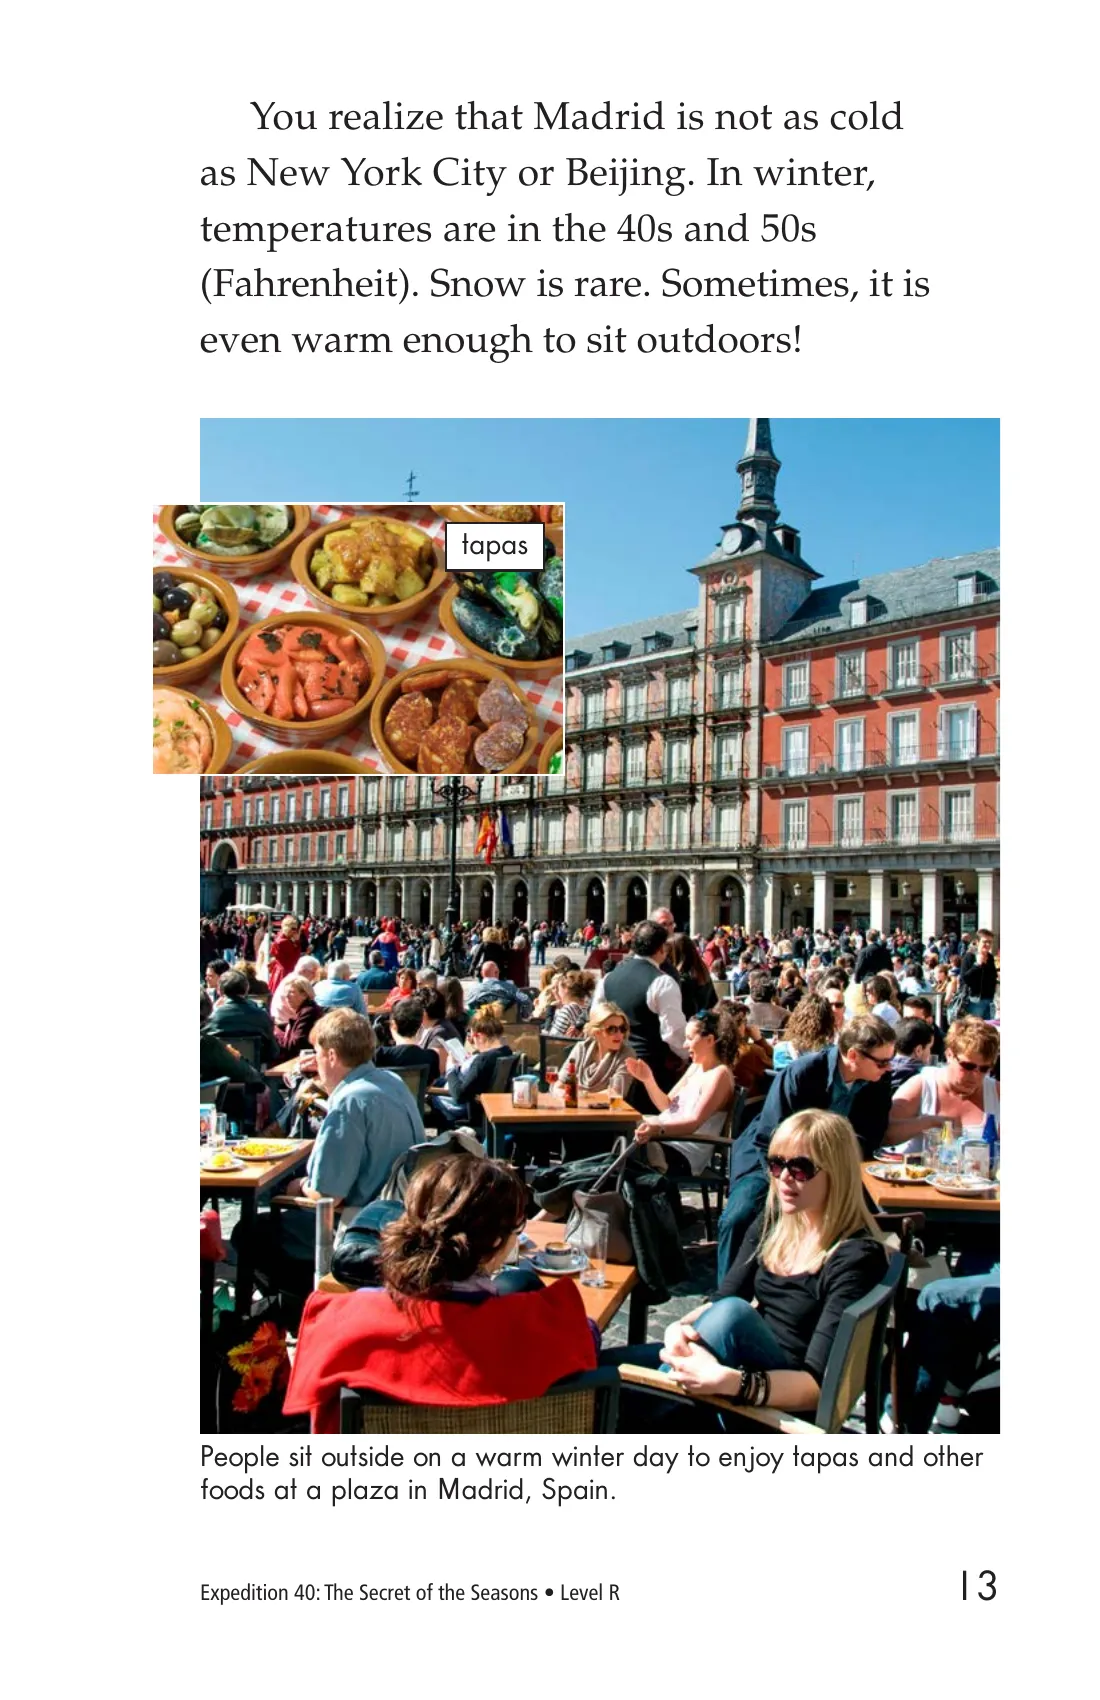 You realize that Madrid is not as cold
as New York City or Beijing. In winter,
temperatures are in the 40s and 50s
(Fahrenheit). Snow is rare. Sometimes, it is
even warm enough to sit outdoors!
tapas
People sit outside on a warm winter day to enjoy tapas and other
foods at a plaza in Madrid, Spain.
Expedition 40: The Secret of the Seasons • Level R
13